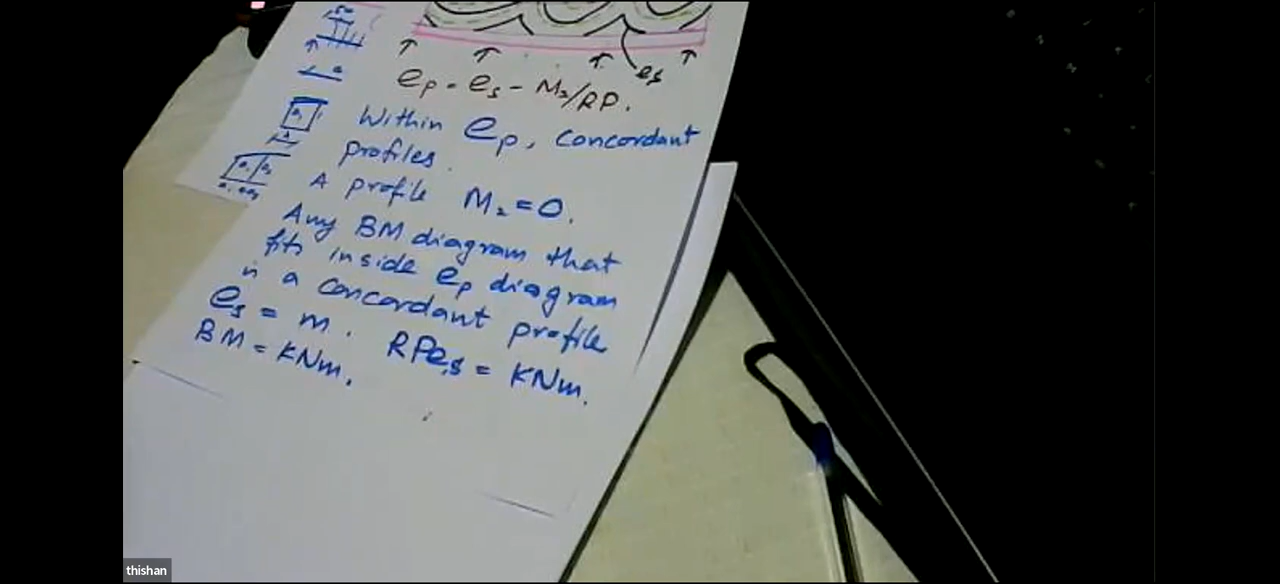 es
ep = es - M2/RP.
Within ep, concordant
profiles.
A profile M2 = 0.
Any BM diagram that
fits inside ep diagram
is a concordant profile
es = m. RPes = KNm.
BM = KNm.
thishan